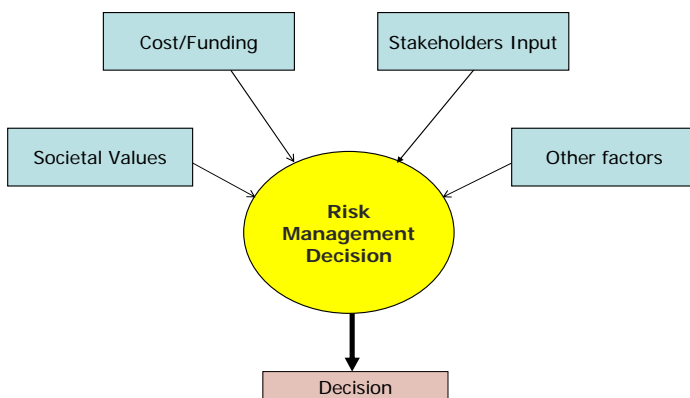 Cost/Funding
Stakeholders Input
Societal Values
Other factors
Risk
Management
Decision
Decision